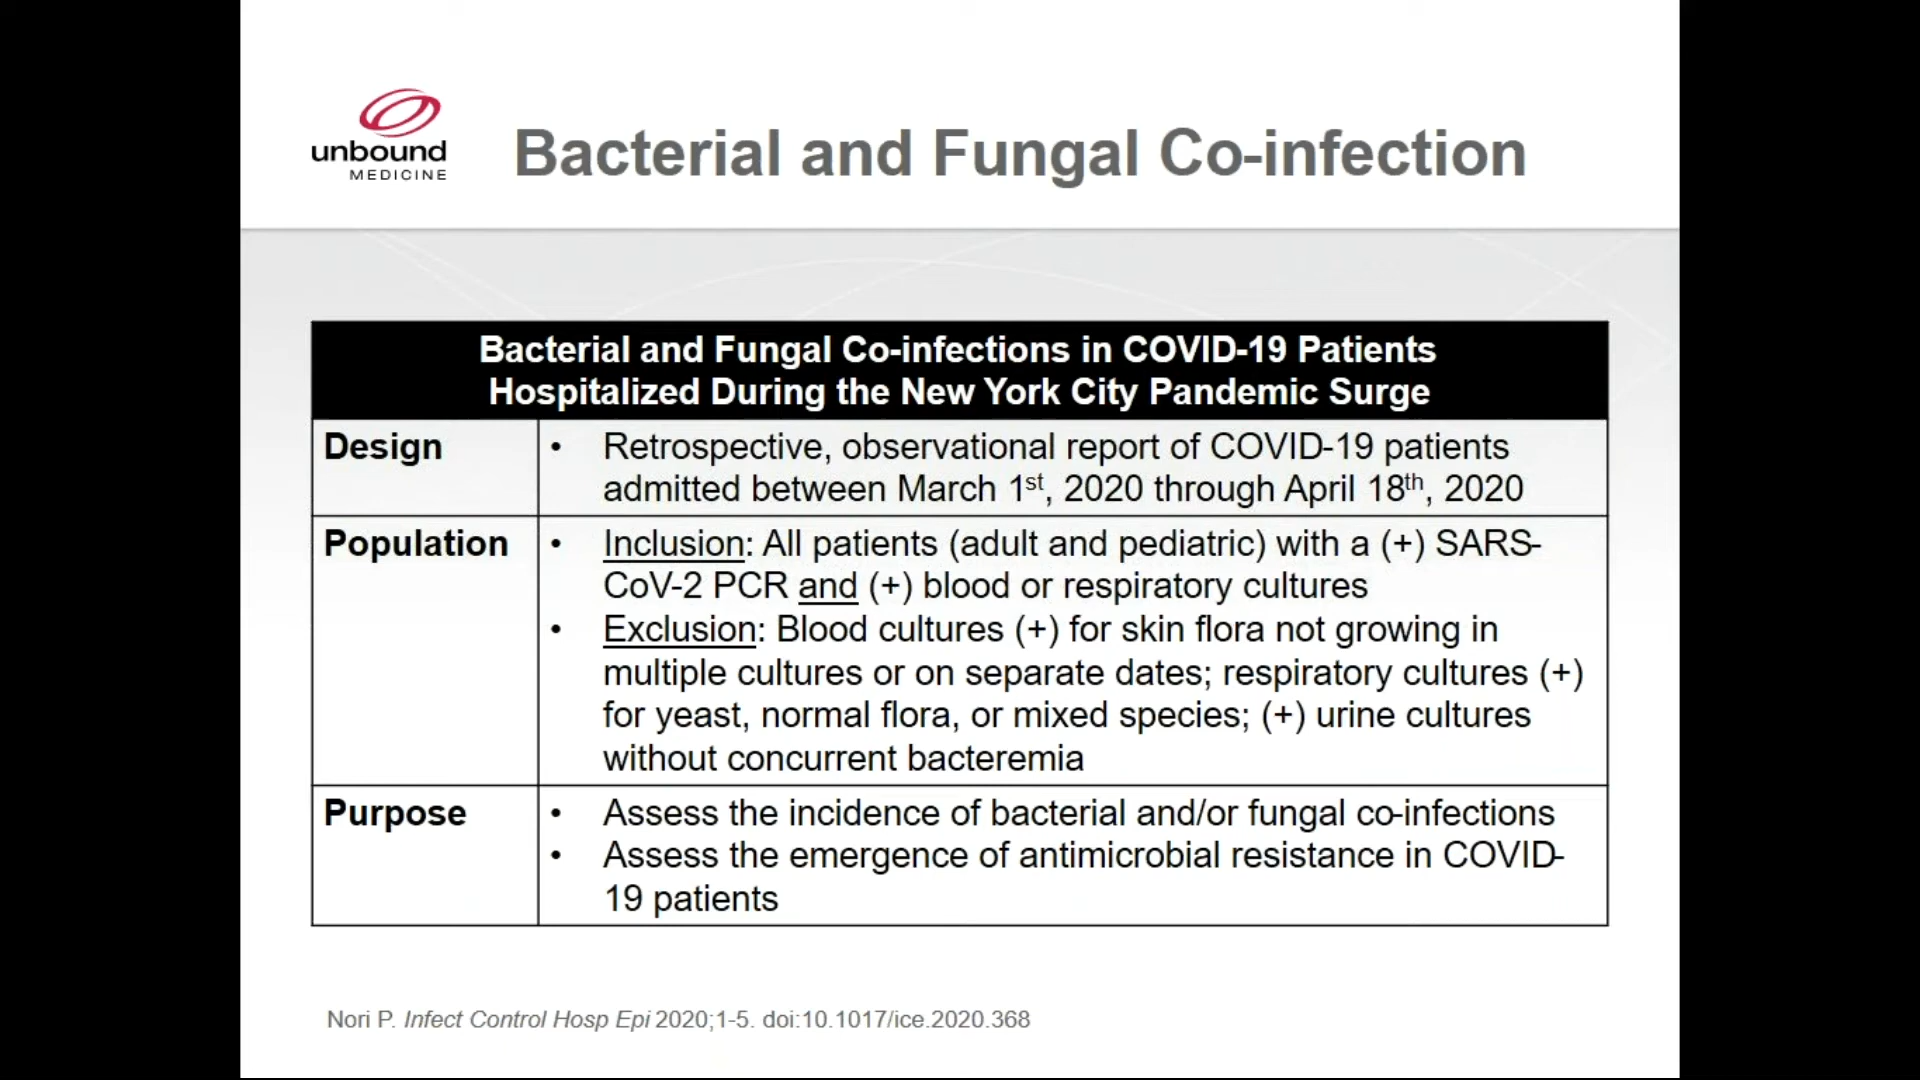 unbound
MEDICINE
Bacterial and Fungal Co-infection
Bacterial and Fungal Co-infections in COVID-19 Patients
Hospitalized During the New York City Pandemic Surge
Design
• Retrospective, observational report of COVID-19 patients
admitted between March 1st, 2020 through April 18th, 2020
Population
• Inclusion: All patients (adult and pediatric) with a (+) SARS-
CoV-2 PCR and (+) blood or respiratory cultures
• Exclusion: Blood cultures (+) for skin flora not growing in
multiple cultures or on separate dates; respiratory cultures (+)
for yeast, normal flora, or mixed species; (+) urine cultures
without concurrent bacteremia
Purpose
• Assess the incidence of bacterial and/or fungal co-infections
• Assess the emergence of antimicrobial resistance in COVID-
19 patients
Nori P. Infect Control Hosp Epi 2020;1-5. doi:10.1017/ice.2020.368